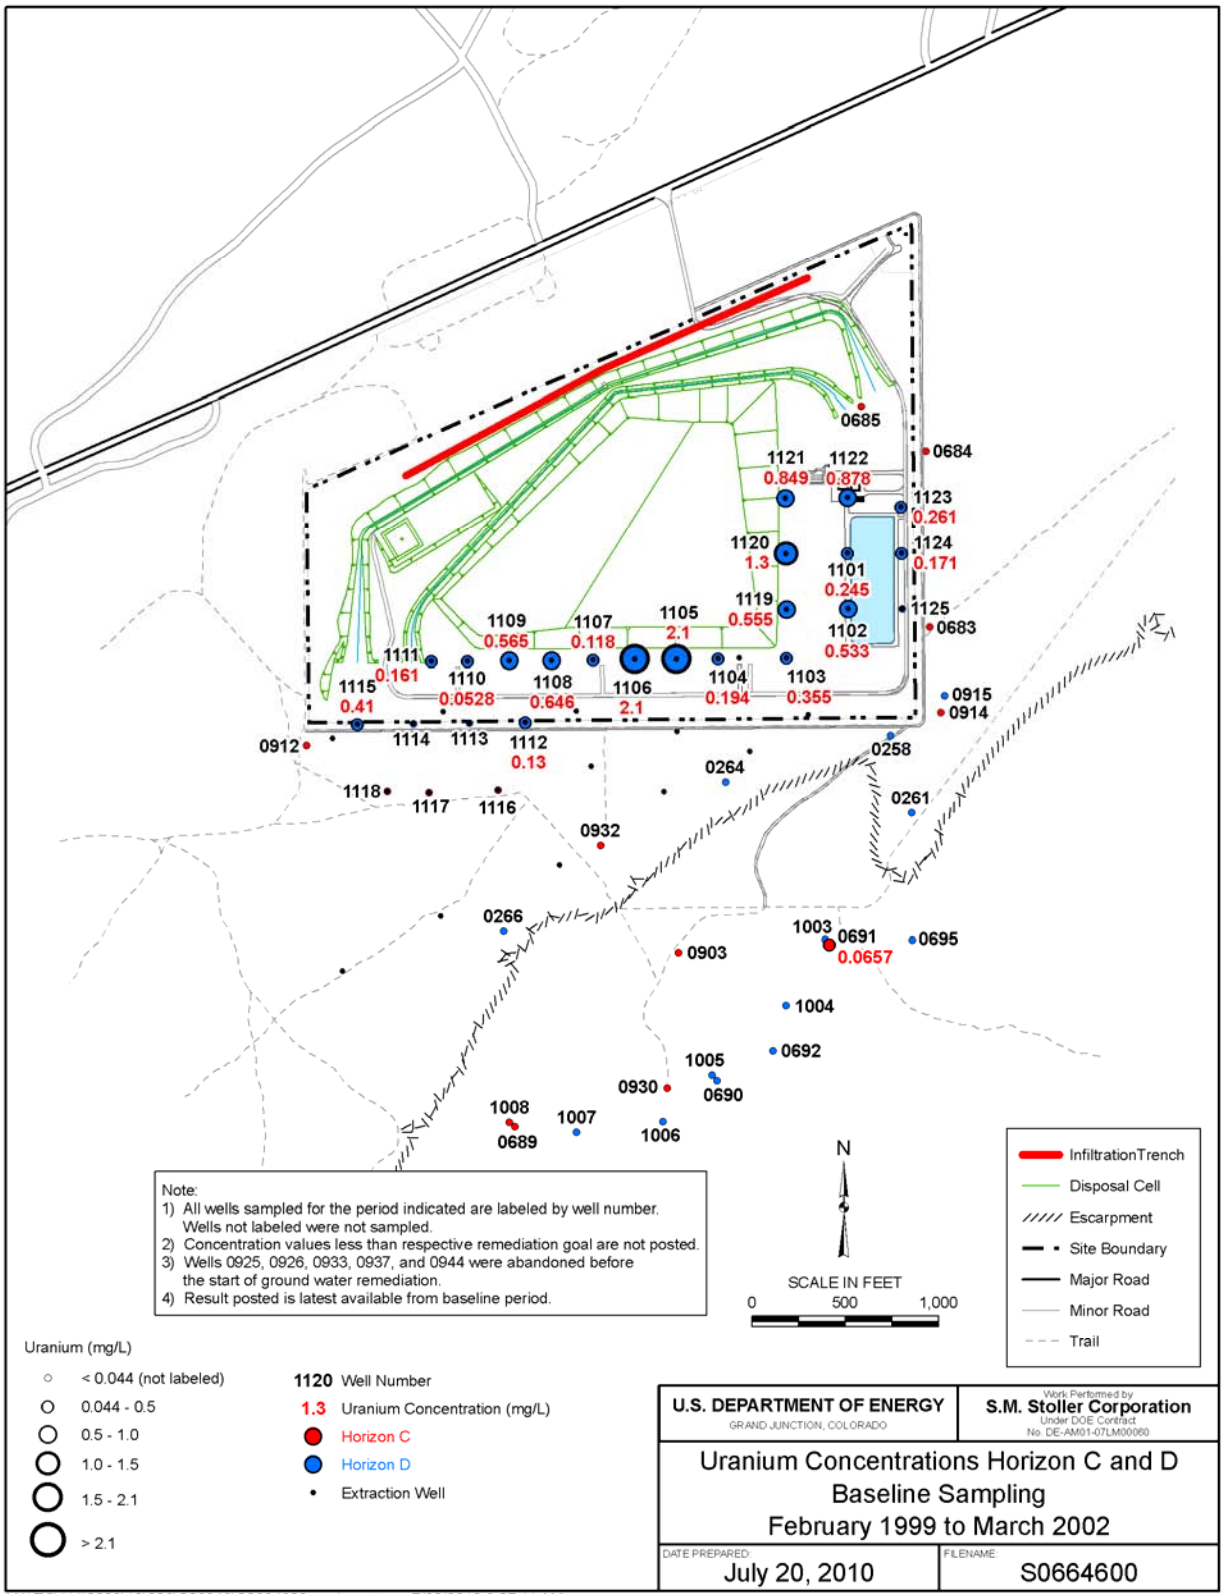 0685
0684
1121
1122
0.849
0.878
1123
0.261
1120
1.3
1124
0.171
1101
0.245
1119
0.555
1125
1102
0.533
0683
1109
0.565
1107
0.118
1105
2.1
1111
0.161
1110
0.0528
1108
0.646
1106
2.1
1104
0.194
1103
0.355
1115
0.41
0915
0914
0912
1114
1113
1112
0.13
0258
0264
1118
1117
1116
0261
0932
0266
1003
0691
0.0657
0695
0903
1004
0692
1005
0690
0930
1008
0689
1007
1006
N
Note:
1) All wells sampled for the period indicated are labeled by well number.
Wells not labeled were not sampled.
2) Concentration values less than respective remediation goal are not posted.
3) Wells 0925, 0926, 0933, 0937, and 0944 were abandoned before
the start of ground water remediation.
4) Result posted is latest available from baseline period.
SCALE IN FEET
0 500 1,000
InfiltrationTrench
Disposal Cell
Escarpment
Site Boundary
Major Road
Minor Road
Trail
Uranium (mg/L)
< 0.044 (not labeled)
0.044 - 0.5
0.5 - 1.0
1.0 - 1.5
1.5 - 2.1
> 2.1
1120 Well Number
1.3 Uranium Concentration (mg/L)
Horizon C
Horizon D
Extraction Well
U.S. DEPARTMENT OF ENERGY
GRAND JUNCTION, COLORADO
Work Performed by
S.M. Stoller Corporation
Under DOE Contract
No. DE-AM01-07LM00060
Uranium Concentrations Horizon C and D
Baseline Sampling
February 1999 to March 2002
DATE PREPARED:
July 20, 2010
FILENAME:
S0664600